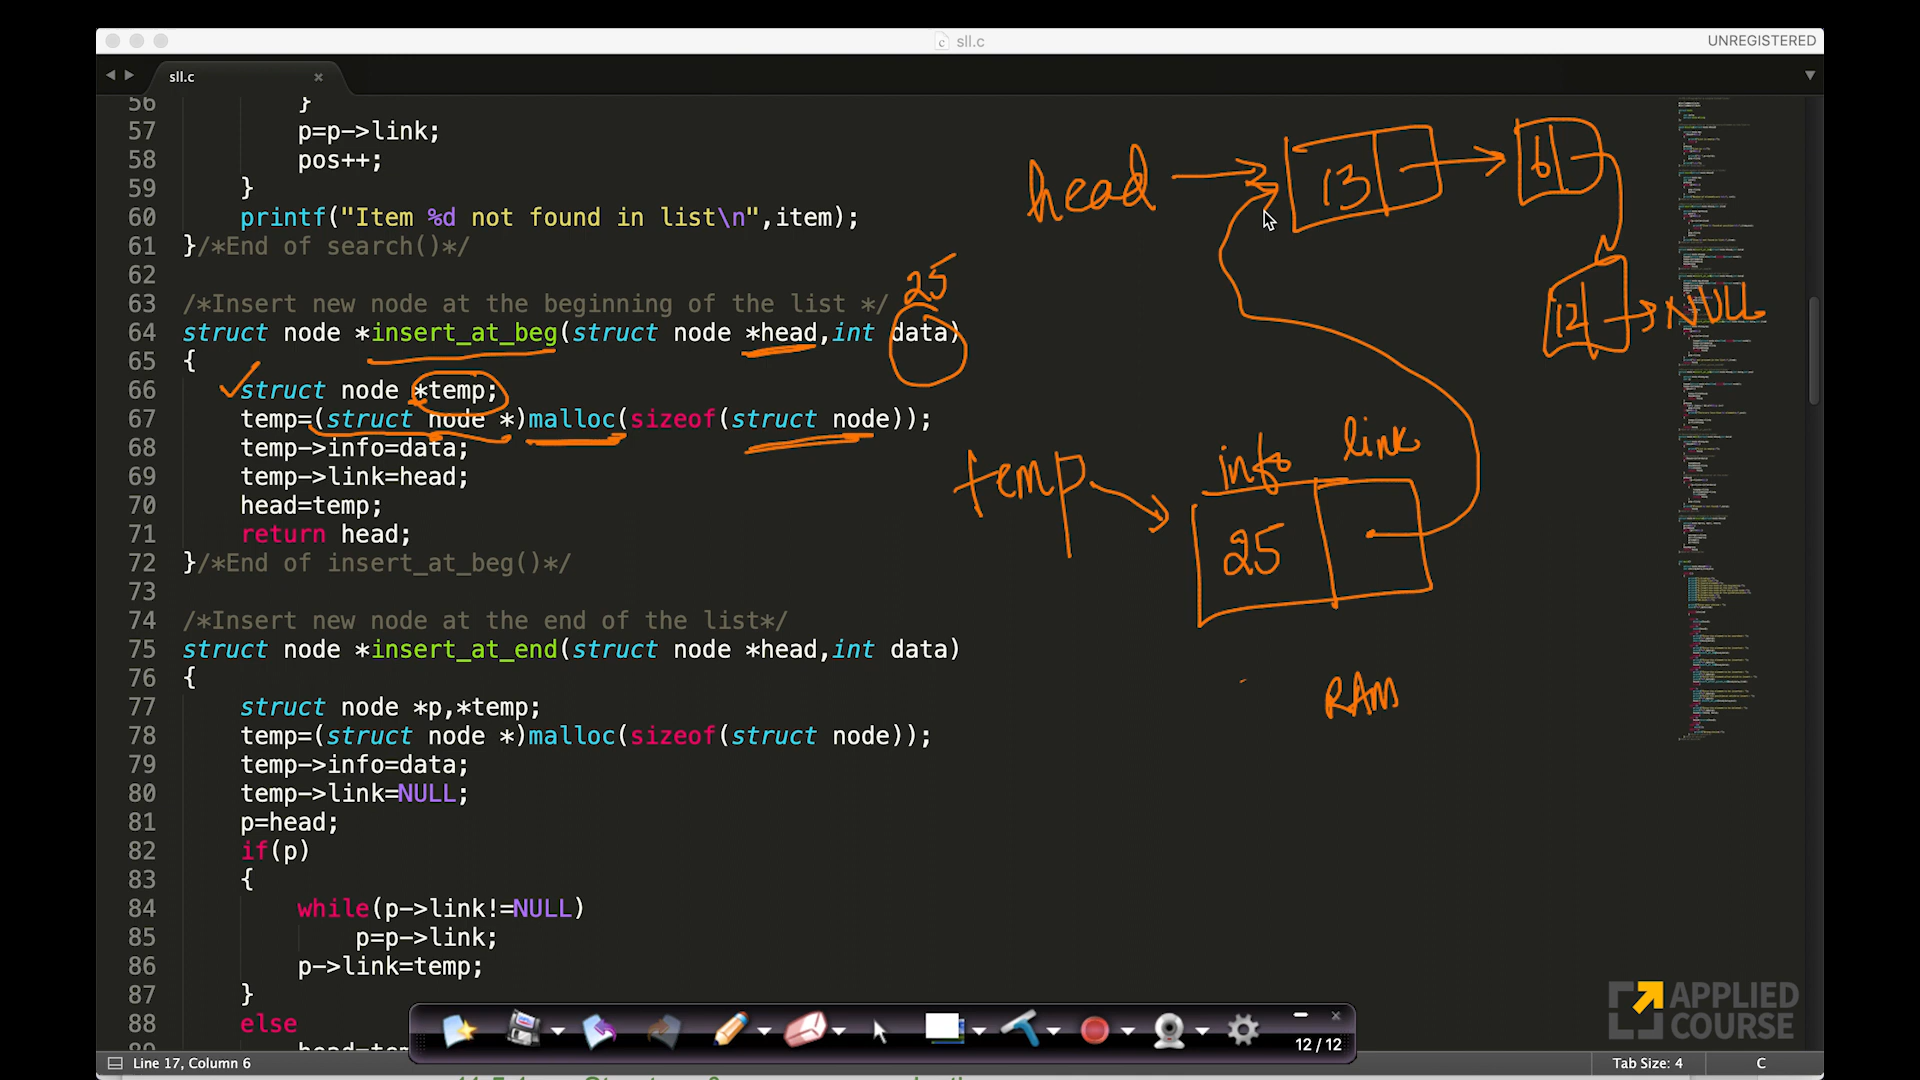 sll.c
UNREGISTERED
sll.c
56 }
57 p=p->link;
58 pos++;
59 }
60 printf("Item %d not found in list\n",item);
61 }/*End of search()*/
62
63 /*Insert new node at the beginning of the list */
64 struct node *insert_at_beg(struct node *head,int data)
65 {
66 struct node *temp;
67 temp=(struct node *)malloc(sizeof(struct node));
68 temp->info=data;
69 temp->link=head;
70 head=temp;
71 return head;
72 }/*End of insert_at_beg()*/
73
74 /*Insert new node at the end of the list*/
75 struct node *insert_at_end(struct node *head,int data)
76 {
77 struct node *p,*temp;
78 temp=(struct node *)malloc(sizeof(struct node));
79 temp->info=data;
80 temp->link=NULL;
81 p=head;
82 if(p)
83 {
84 while(p->link!=NULL)
85 p=p->link;
86 p->link=temp;
87 }
88 else
25
head
13
6
12
NULL
temp
info
link
25
RAM
APPLIED
COURSE
12/12
Line 17, Column 6
Tab Size: 4
C